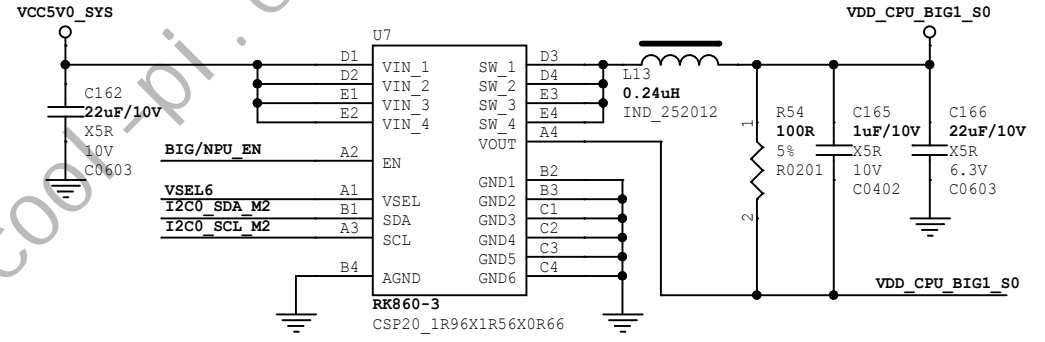 VCC5V0_SYS
VDD_CPU_BIG1_S0
U7
D1 VIN_1 SW_1 D3
D2 VIN_2 SW_2 D4
E1 VIN_3 SW_3 E3
E2 VIN_4 SW_4 E4
VOUT A4
C162
22uF/10V
X5R
10V
C0603
L13
0.24uH
IND_252012
R54
100R
5%
R0201
1
2
C165
1uF/10V
X5R
10V
C0402
C166
22uF/10V
X5R
6.3V
C0603
BIG/NPU_EN A2 EN
GND1 B2
VSEL6 A1 VSEL GND2 B3
I2C0_SDA_M2 B1 SDA GND3 C1
I2C0_SCL_M2 A3 SCL GND4 C2
GND5 C3
B4 AGND GND6 C4
VDD_CPU_BIG1_S0
RK860-3
CSP20_1R96X1R56X0R66
cool-pi.